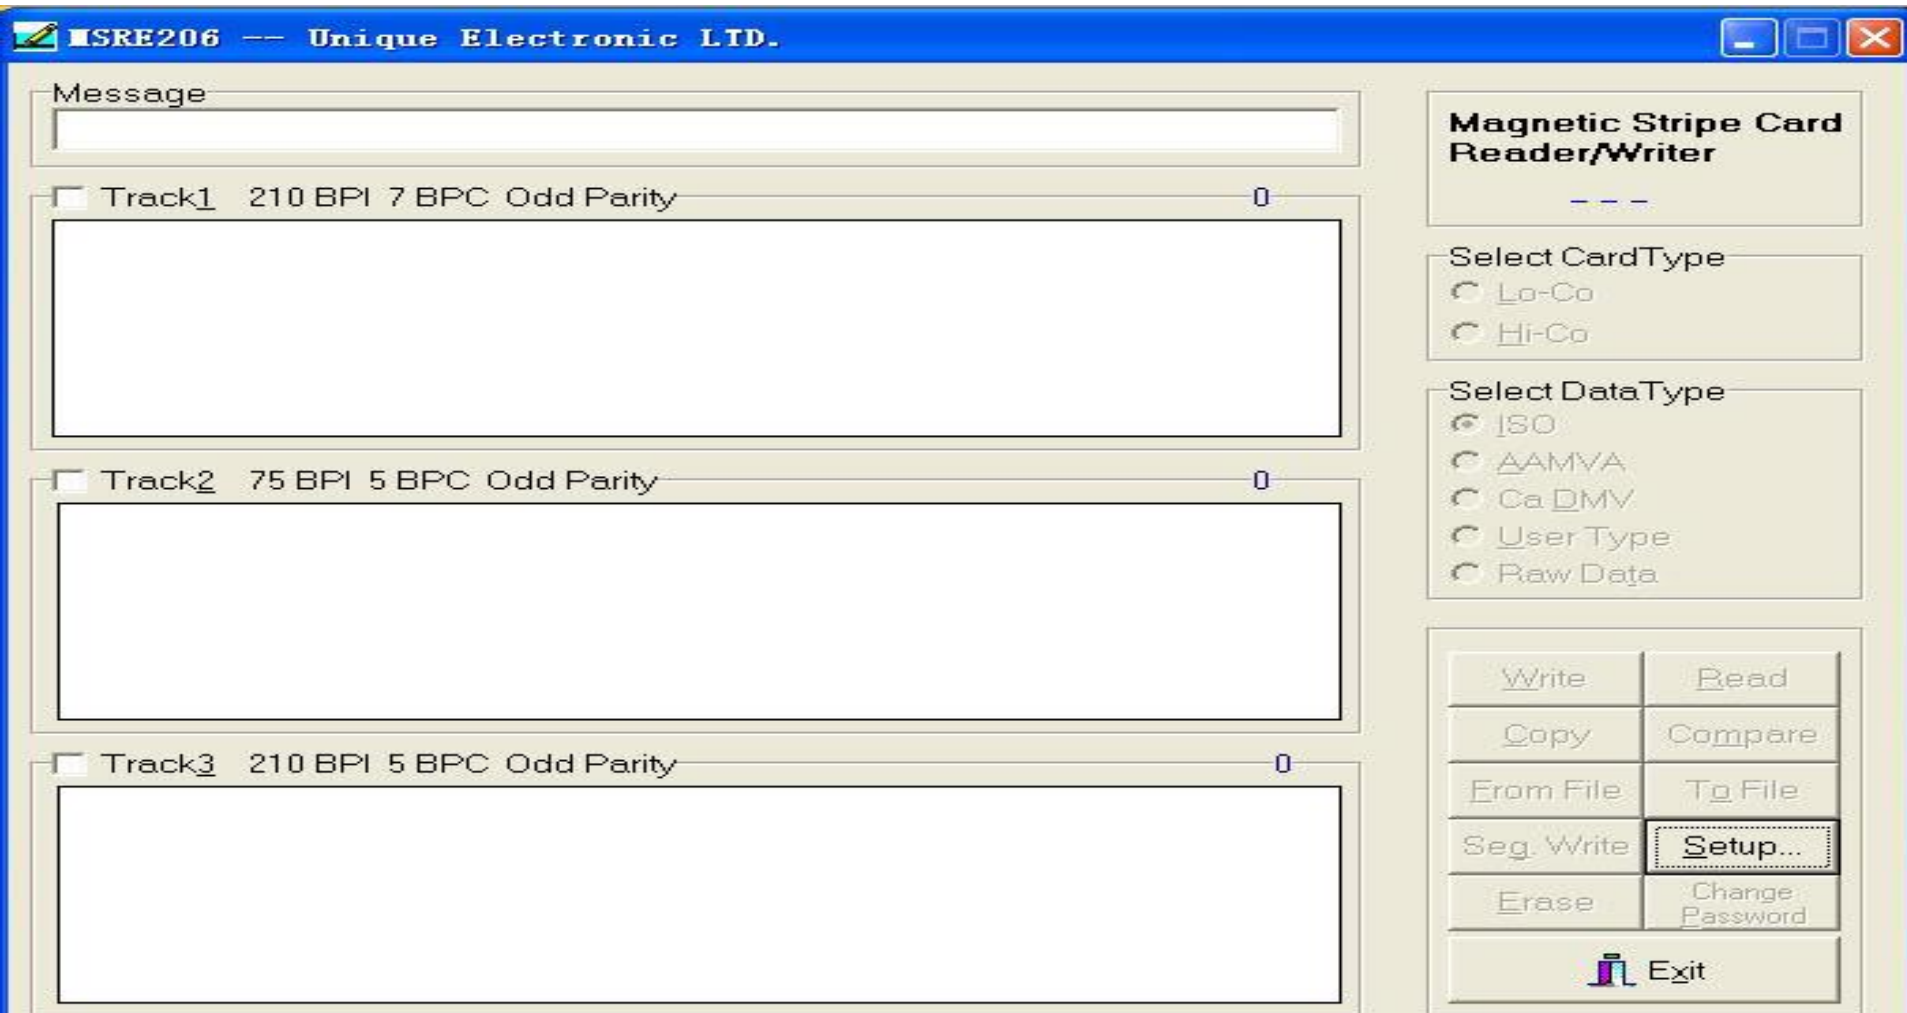 MSRE206 -- Unique Electronic LTD.
Message
Track1 210 BPI 7 BPC Odd Parity 0
Track2 75 BPI 5 BPC Odd Parity 0
Track3 210 BPI 5 BPC Odd Parity 0
Magnetic Stripe Card
Reader/Writer
---
Select CardType
Lo-Co
Hi-Co
Select DataType
ISO
AAMVA
Ca DMV
User Type
Raw Data
Write Read
Copy Compare
From File To File
Seg. Write Setup...
Erase Change Password
Exit